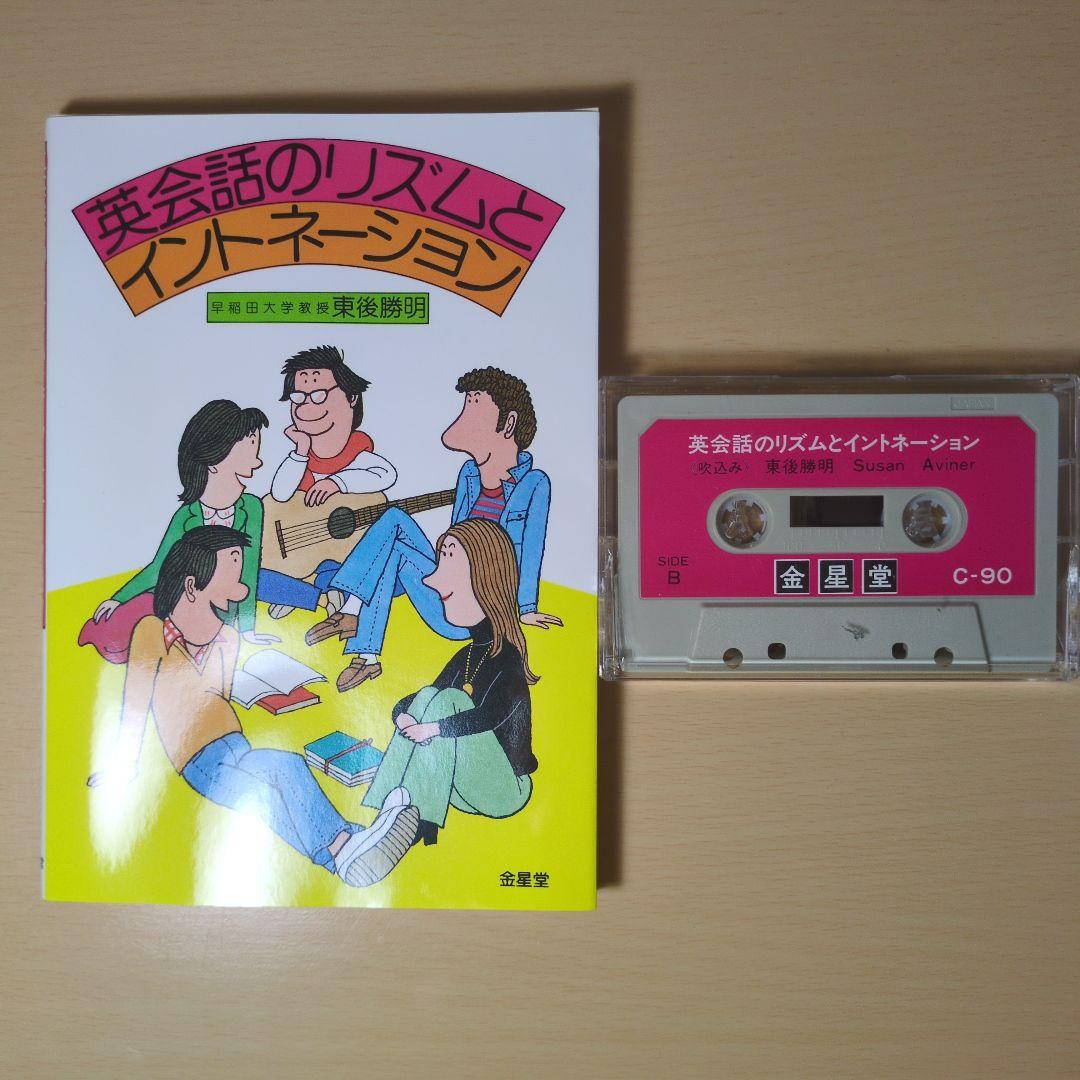 英会話のリズムと
イントネーション
早稲田大学教授 東後勝明
金星堂
JAPAN
英会話のリズムとイントネーション
〈吹込み〉 東後勝明 Susan Aviner
SIDE
B
金星堂
C-90